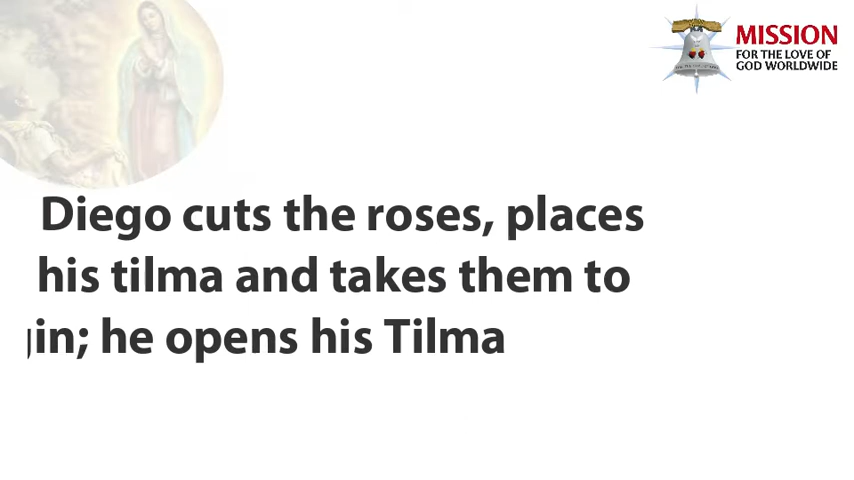 MISSION
FOR THE LOVE OF
GOD WORLDWIDE
Diego cuts the roses, places
his tilma and takes them to
he opens his Tilma